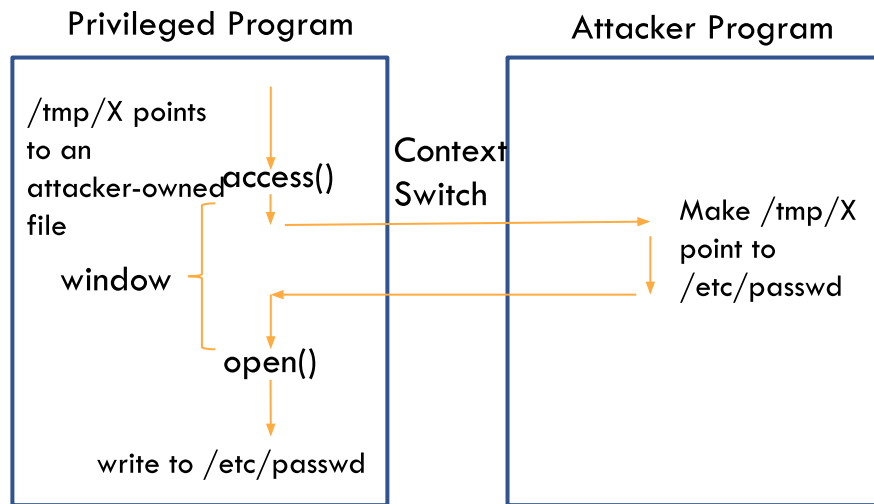 Privileged Program
Attacker Program
/tmp/X points
to an
attacker-owned
file
access()
Context
Switch
Make /tmp/X
point to
/etc/passwd
window
open()
write to /etc/passwd